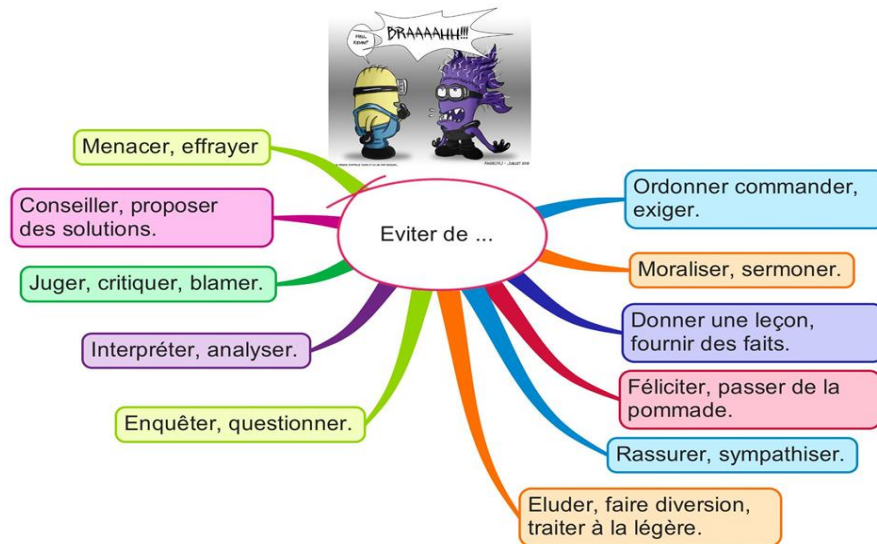 HEU,
KEVIN?
BRAAAAHH!!!
Eviter de ...
Ordonner commander,
exiger.
Moraliser, sermoner.
Donner une leçon,
fournir des faits.
Féliciter, passer de la
pommade.
Rassurer, sympathiser.
Eluder, faire diversion,
traiter à la légère.
Enquêter, questionner.
Interpréter, analyser.
Juger, critiquer, blamer.
Conseiller, proposer
des solutions.
Menacer, effrayer